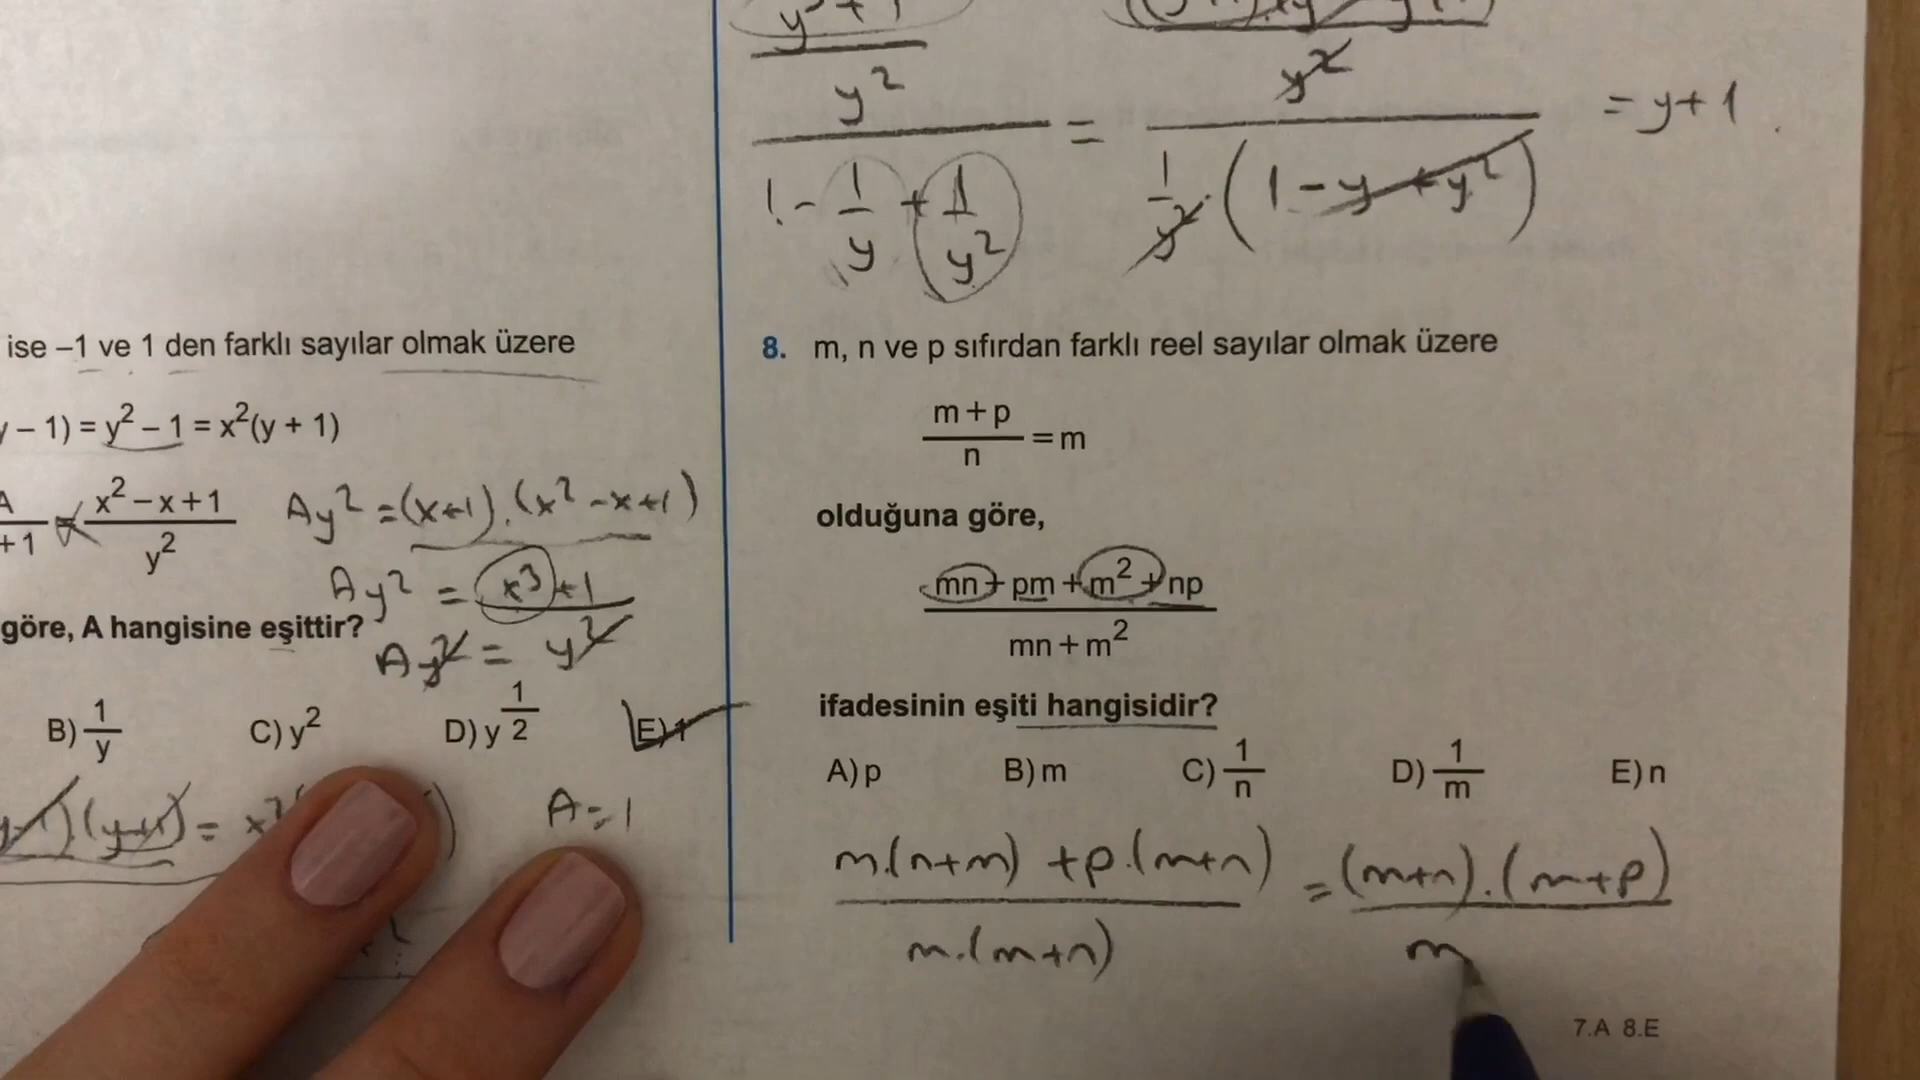 ise –1 ve 1 den farklı sayılar olmak üzere
– 1) = y² – 1 = x²(y + 1)
+1
x² – x + 1
y²
Ay² = (x+1).(x² – x + 1)
Ay² = x³ + 1
göre, A hangisine eşittir?
Ay² = y²
B) 1/y C) y² D) y^(1/2) E) 1
(y+1) = x²
A = 1
y²
1 – 1/y + 1/y²
=
y²
1/y² . (1 – y + y²)
= y + 1
8. m, n ve p sıfırdan farklı reel sayılar olmak üzere
m + p
n
= m
olduğuna göre,
mn + pm + m² + np
mn + m²
ifadesinin eşiti hangisidir?
A) p B) m C) 1/n D) 1/m E) n
m.(n+m) + p.(m+n)
m.(m+n)
= (m+n).(m+p)
m
7.A 8.E